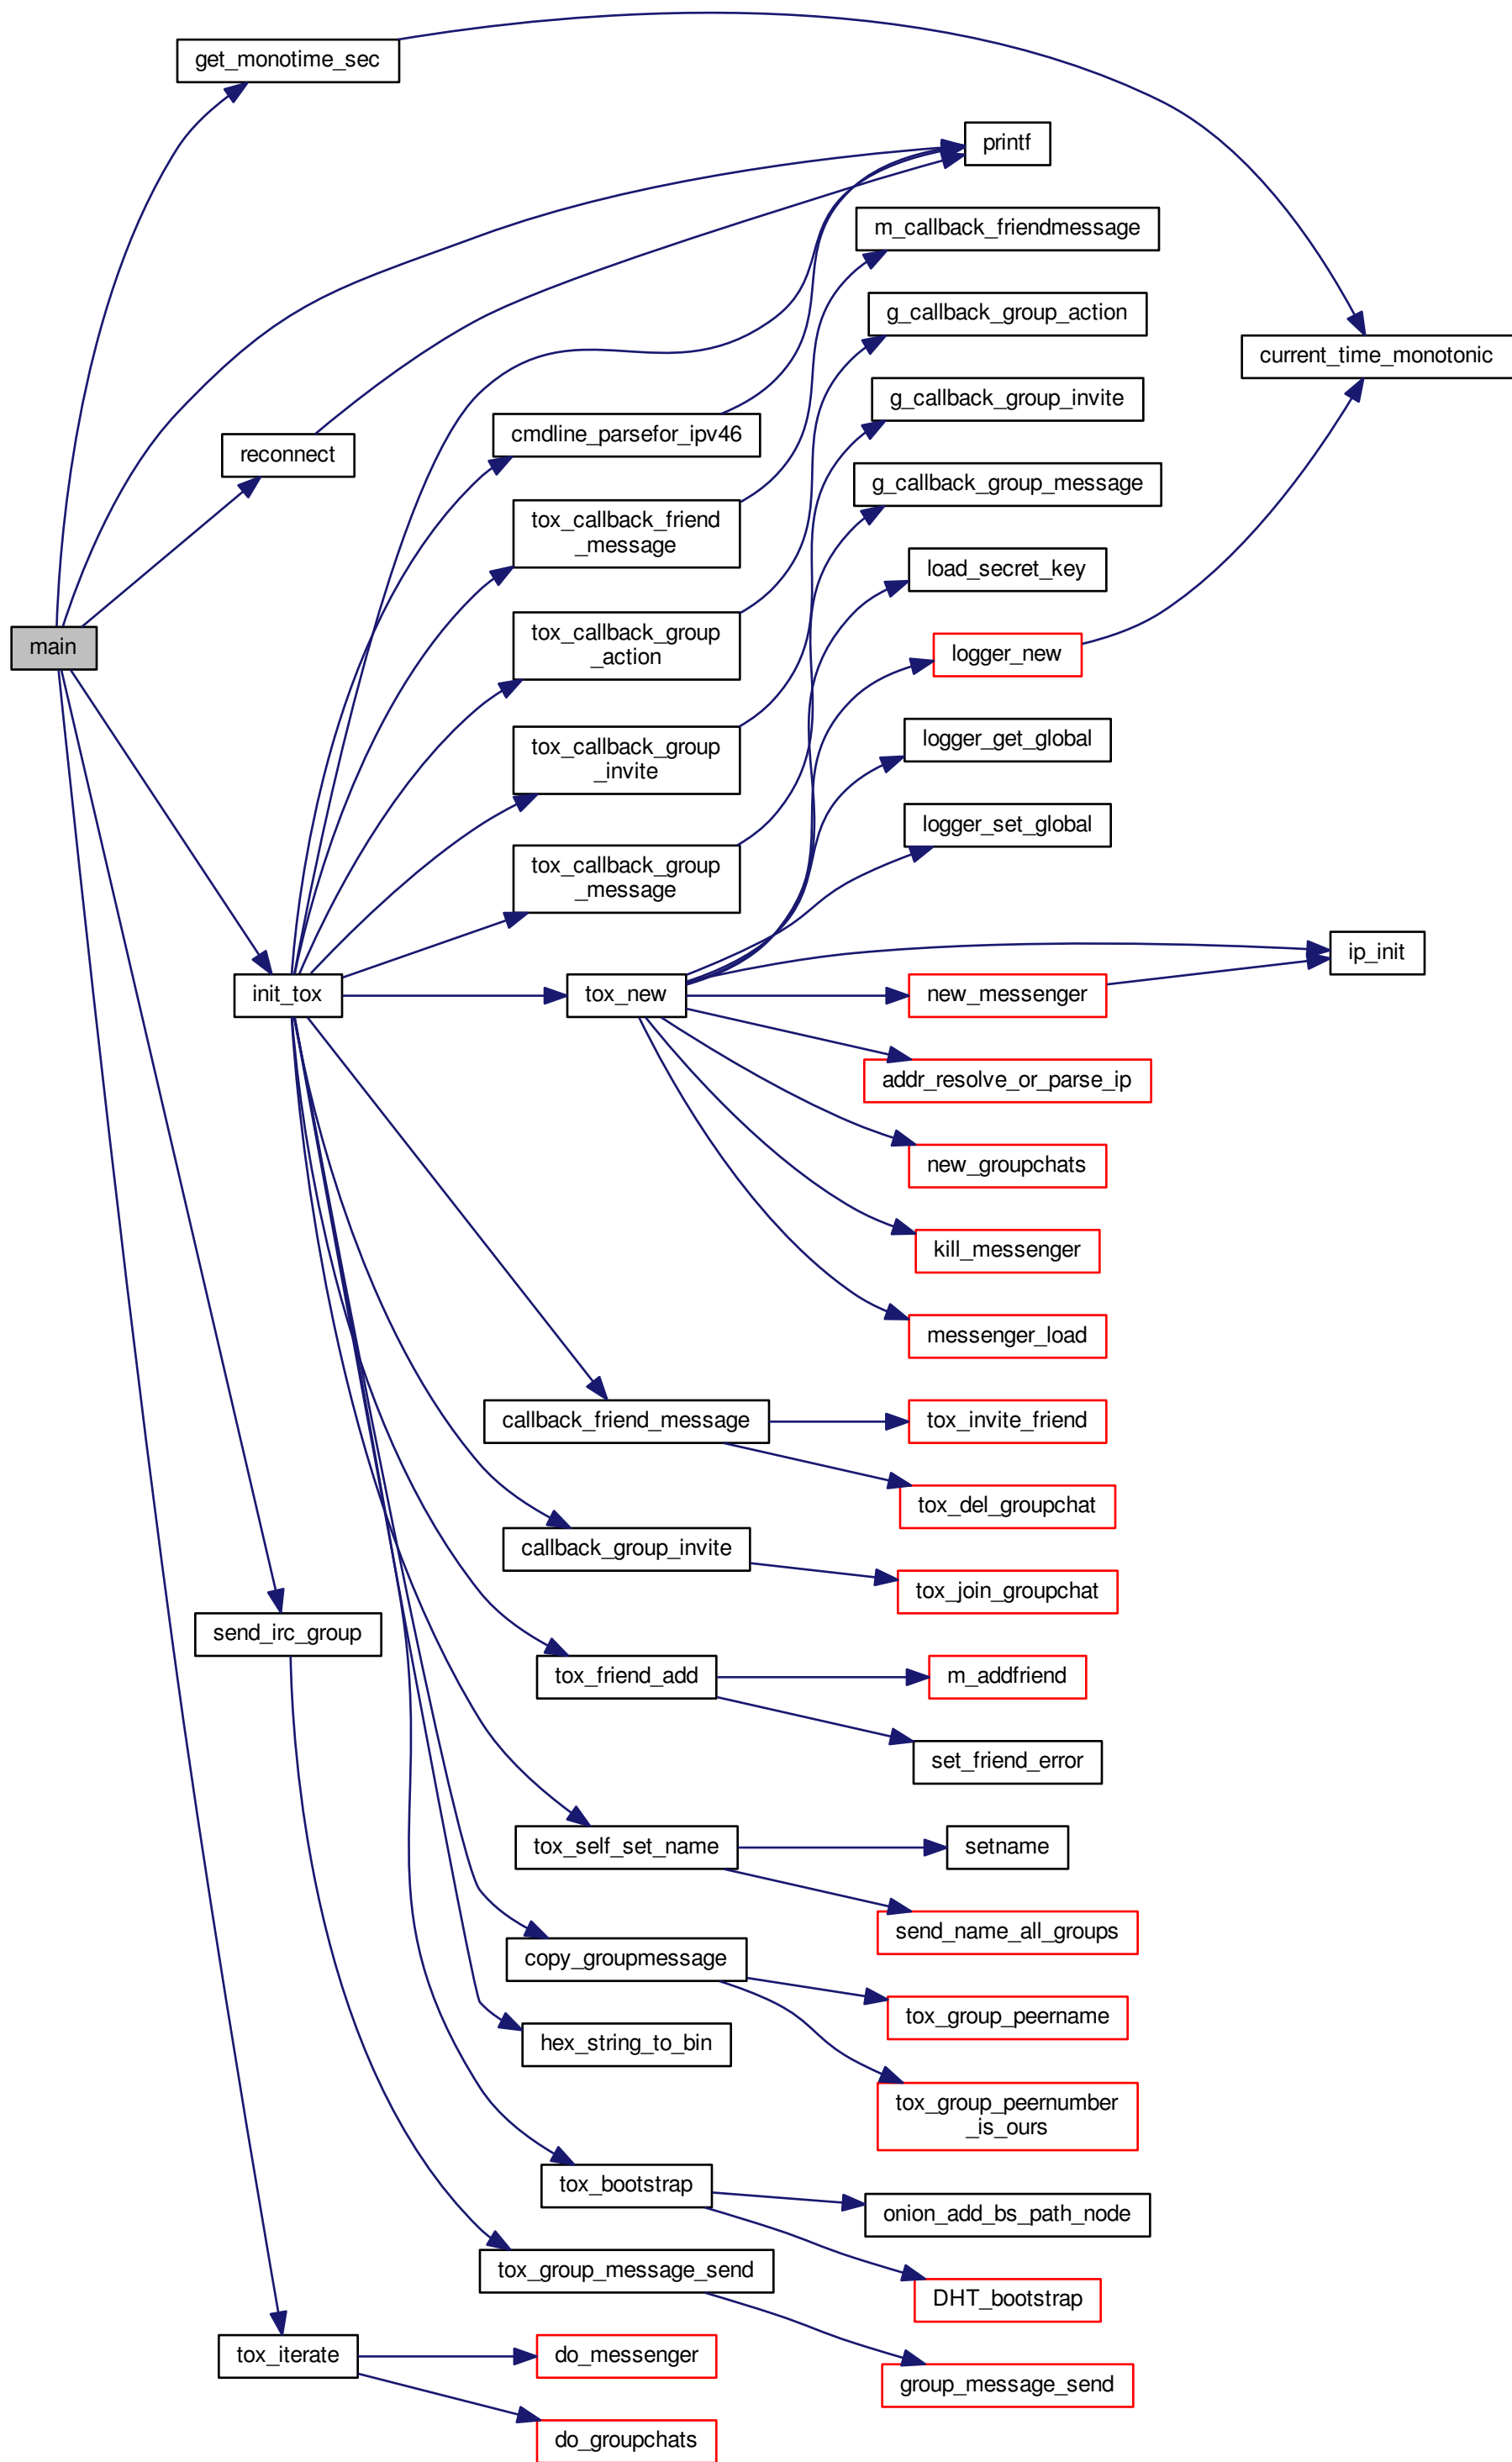 get_monotime_sec
printf
m_callback_friendmessage
g_callback_group_action
current_time_monotonic
g_callback_group_invite
cmdline_parsefor_ipv46
reconnect
g_callback_group_message
tox_callback_friend
_message
load_secret_key
tox_callback_group
_action
main
logger_new
logger_get_global
tox_callback_group
_invite
logger_set_global
tox_callback_group
_message
ip_init
init_tox
tox_new
new_messenger
addr_resolve_or_parse_ip
new_groupchats
kill_messenger
messenger_load
callback_friend_message
tox_invite_friend
tox_del_groupchat
callback_group_invite
tox_join_groupchat
send_irc_group
tox_friend_add
m_addfriend
set_friend_error
tox_self_set_name
setname
send_name_all_groups
copy_groupmessage
tox_group_peername
hex_string_to_bin
tox_group_peernumber
_is_ours
tox_bootstrap
onion_add_bs_path_node
tox_group_message_send
DHT_bootstrap
tox_iterate
do_messenger
group_message_send
do_groupchats